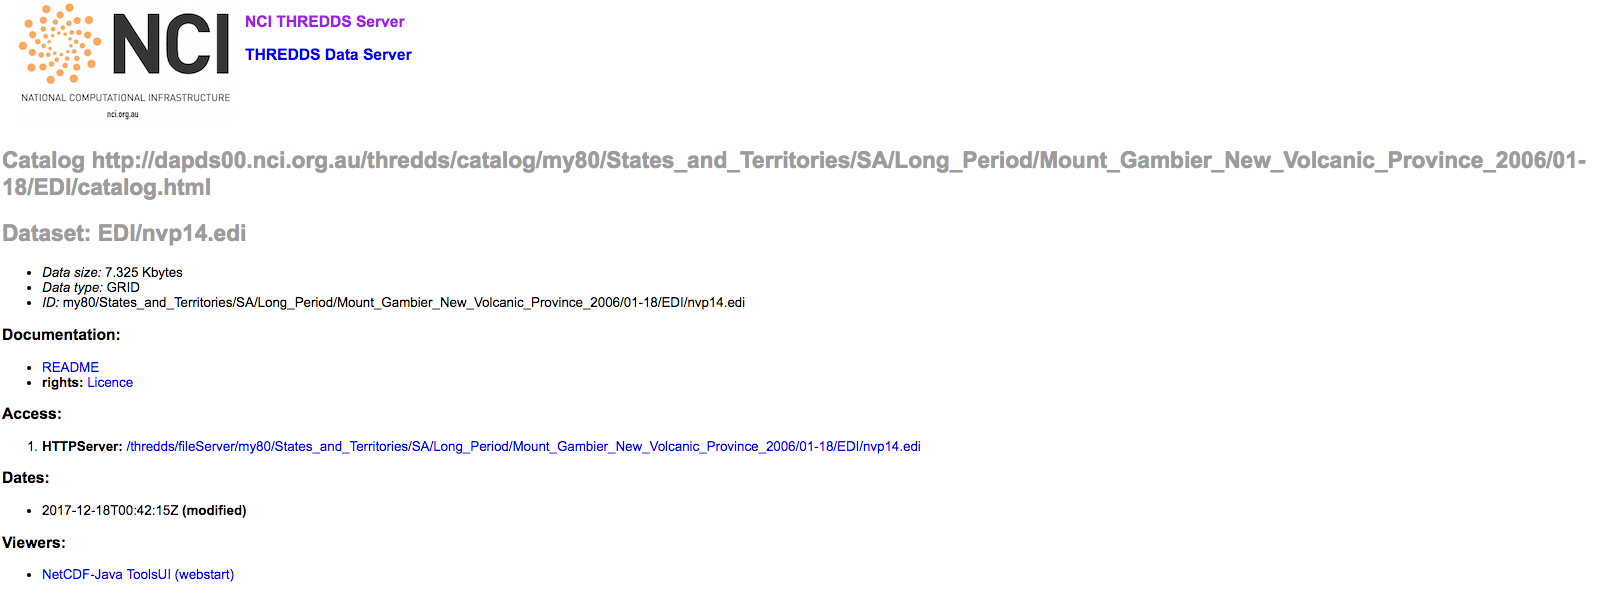 NCI
NATIONAL COMPUTATIONAL INFRASTRUCTURE
nci.org.au
NCI THREDDS Server
THREDDS Data Server
Catalog http://dapds00.nci.org.au/thredds/catalog/my80/States_and_Territories/SA/Long_Period/Mount_Gambier_New_Volcanic_Province_2006/01-
18/EDI/catalog.html
Dataset: EDI/nvp14.edi
• Data size: 7.325 Kbytes
• Data type: GRID
• ID: my80/States_and_Territories/SA/Long_Period/Mount_Gambier_New_Volcanic_Province_2006/01-18/EDI/nvp14.edi
Documentation:
• README
• rights: Licence
Access:
1. HTTPServer: /thredds/fileServer/my80/States_and_Territories/SA/Long_Period/Mount_Gambier_New_Volcanic_Province_2006/01-18/EDI/nvp14.edi
Dates:
• 2017-12-18T00:42:15Z (modified)
Viewers:
• NetCDF-Java ToolsUI (webstart)